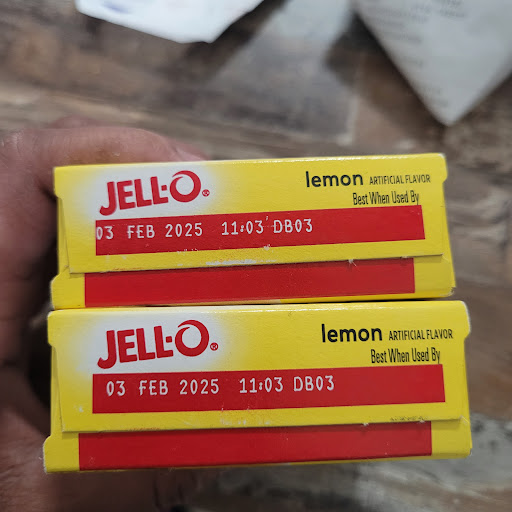 JELL-O®
lemon ARTIFICIAL FLAVOR
Best When Used By
03 FEB 2025 11:03 DB03
JELL-O®
lemon ARTIFICIAL FLAVOR
Best When Used By
03 FEB 2025 11:03 DB03